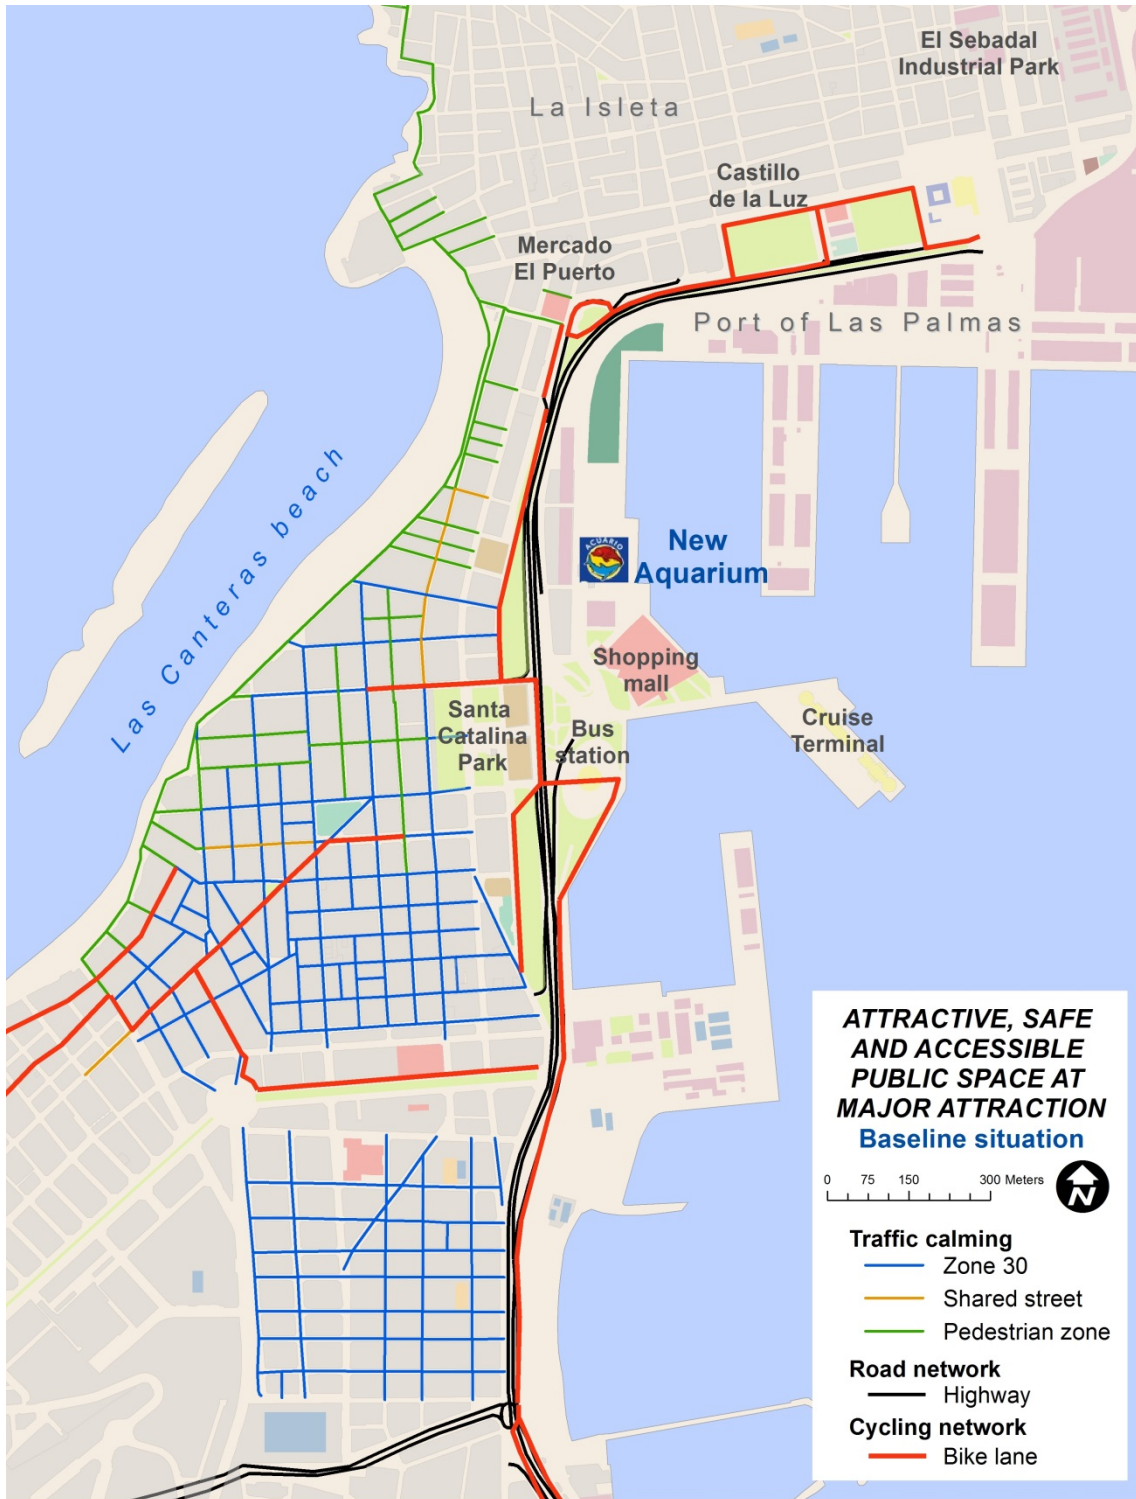 El Sebadal
Industrial Park
La Isleta
Castillo
de la Luz
Mercado
El Puerto
Port of Las Palmas
Las Canteras beach
ACUARIO
New
Aquarium
Shopping
mall
Santa
Catalina
Park
Bus
station
Cruise
Terminal
ATTRACTIVE, SAFE
AND ACCESSIBLE
PUBLIC SPACE AT
MAJOR ATTRACTION
Baseline situation
0 75 150 300 Meters
N
Traffic calming
Zone 30
Shared street
Pedestrian zone
Road network
Highway
Cycling network
Bike lane